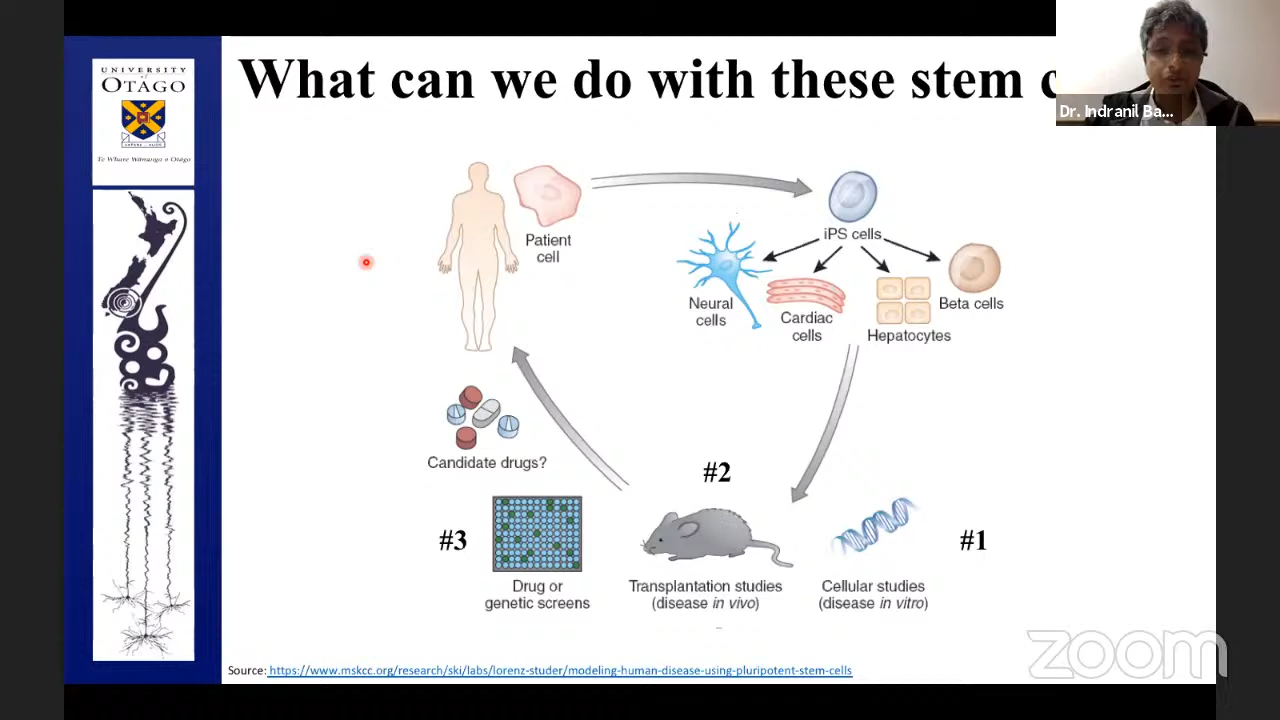 What can we do with these stem
Dr. Indranil Ba...
UNIVERSITY
of
OTAGO
SAPERE - AUDE
Te Whare Wānanga o Otāgo
Patient
cell
iPS cells
Neural
cells
Cardiac
cells
Hepatocytes
Beta cells
Candidate drugs?
#2
#3
#1
Drug or
genetic screens
Transplantation studies
(disease in vivo)
Cellular studies
(disease in vitro)
zoom
Source: https://www.mskcc.org/research/ski/labs/lorenz-studer/modeling-human-disease-using-pluripotent-stem-cells